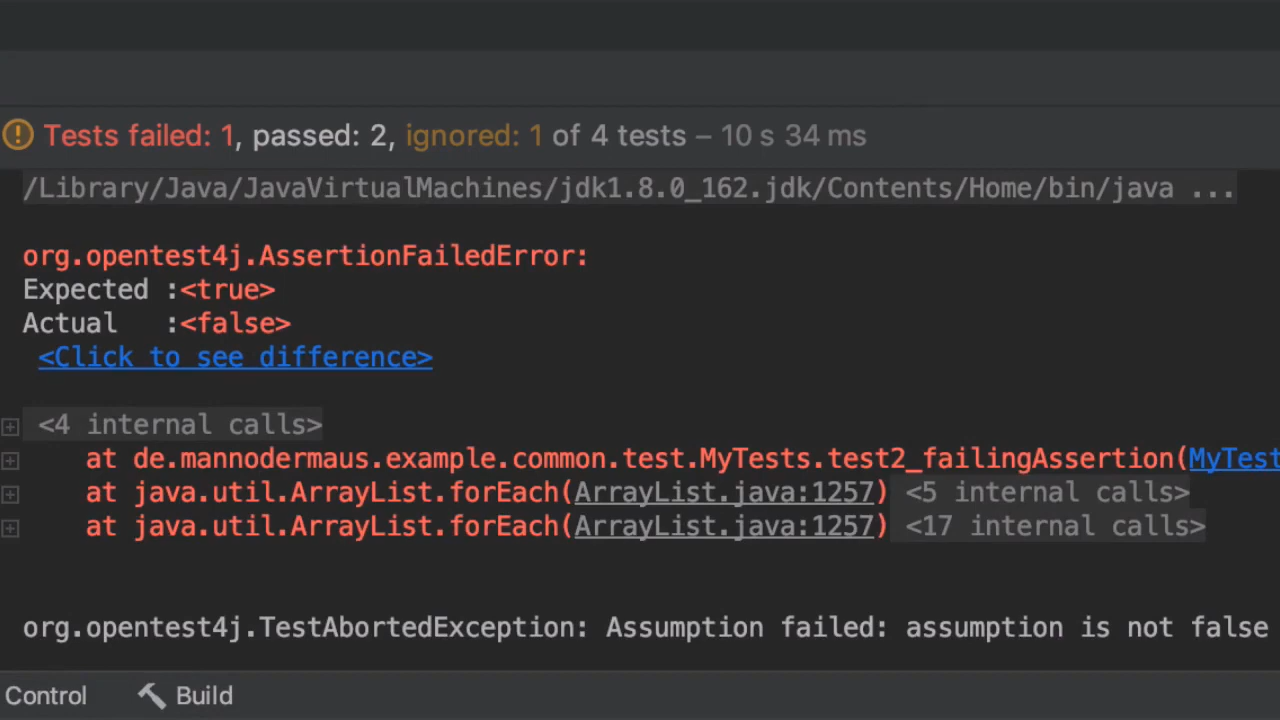 Tests failed: 1, passed: 2, ignored: 1 of 4 tests – 10 s 34 ms
/Library/Java/JavaVirtualMachines/jdk1.8.0_162.jdk/Contents/Home/bin/java ...
org.opentest4j.AssertionFailedError:
Expected :<true>
Actual   :<false>
<Click to see difference>
<4 internal calls>
at de.mannodermaus.example.common.test.MyTests.test2_failingAssertion(MyTest
at java.util.ArrayList.forEach(ArrayList.java:1257) <5 internal calls>
at java.util.ArrayList.forEach(ArrayList.java:1257) <17 internal calls>
org.opentest4j.TestAbortedException: Assumption failed: assumption is not false
Control Build